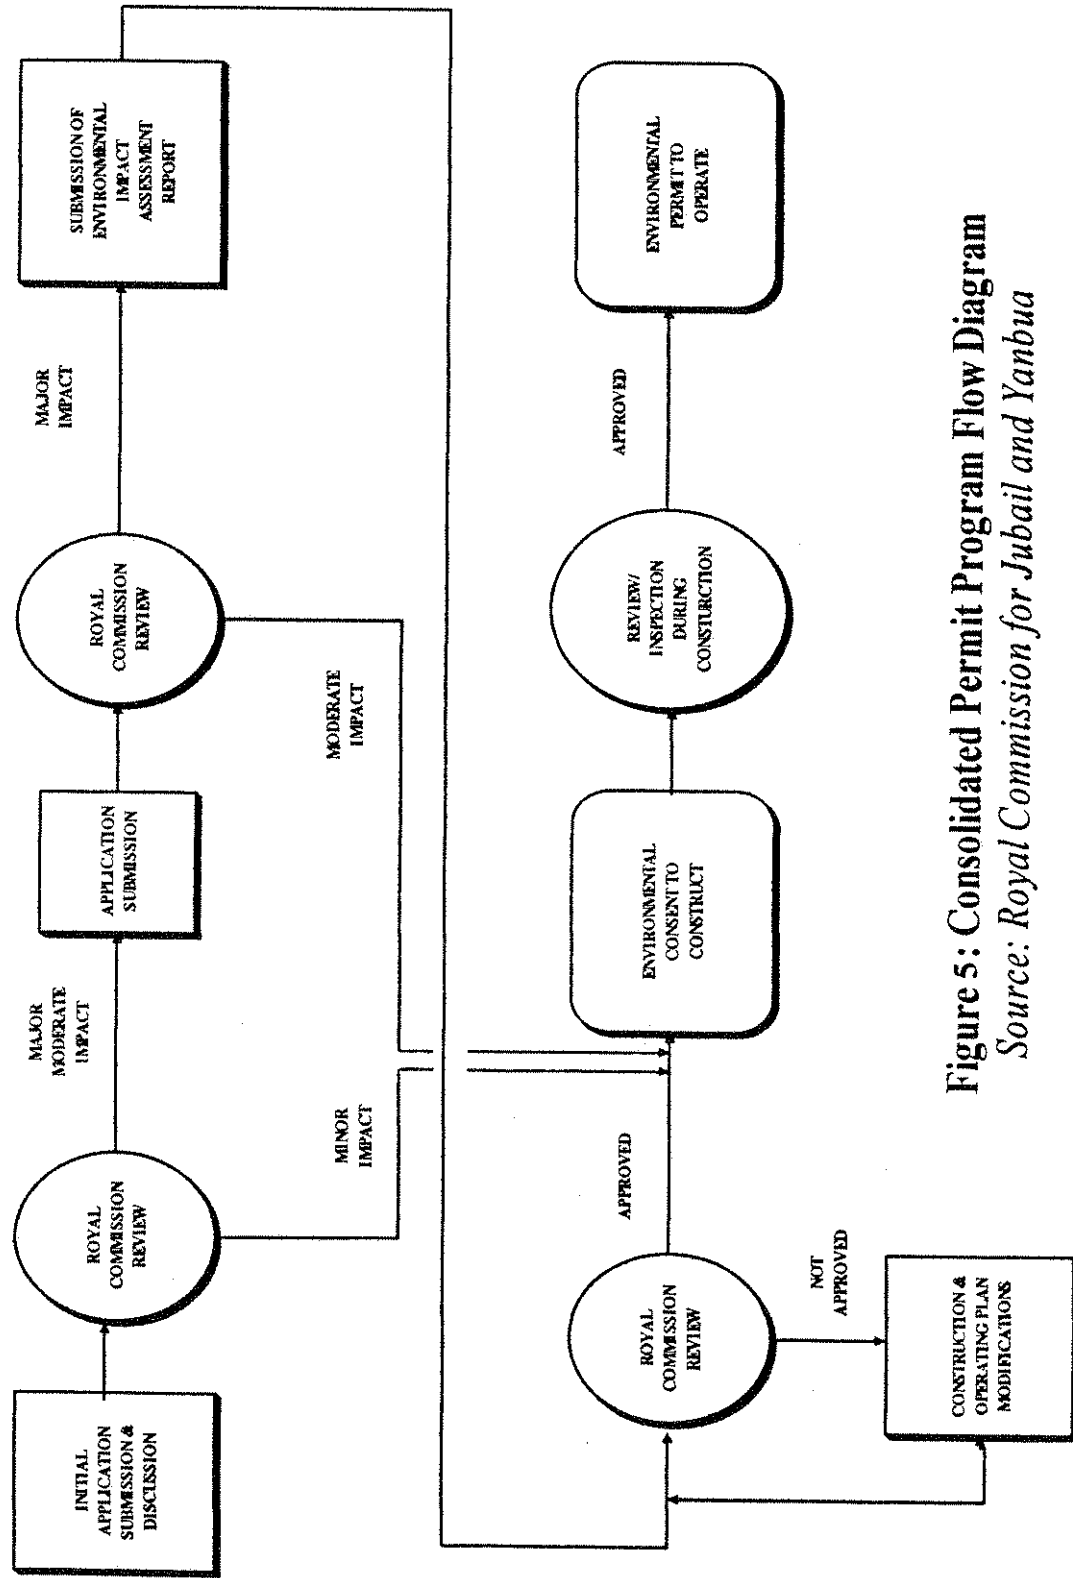 INITIAL
APPLICATION
SUBMISSION &
DISCUSSION
ROYAL
COMMISSION
REVIEW
MAJOR
MODERATE
IMPACT
MINOR
IMPACT
APPLICATION
SUBMISSION
ROYAL
COMMISSION
REVIEW
MODERATE
IMPACT
MAJOR
IMPACT
SUBMISSION OF
ENVIRONMENTAL
IMPACT
ASSESSMENT
REPORT
ROYAL
COMMISSION
REVIEW
NOT
APPROVED
CONSTRUCTION &
OPERATING PLAN
MODIFICATIONS
APPROVED
ENVIRONMENTAL
CONSENT TO
CONSTRUCT
REVIEW/
INSPECTION
DURING
CONSTURCTION
APPROVED
ENVIRONMENTAL
PERMIT TO
OPERATE
Figure 5: Consolidated Permit Program Flow Diagram
Source: Royal Commission for Jubail and Yanbua